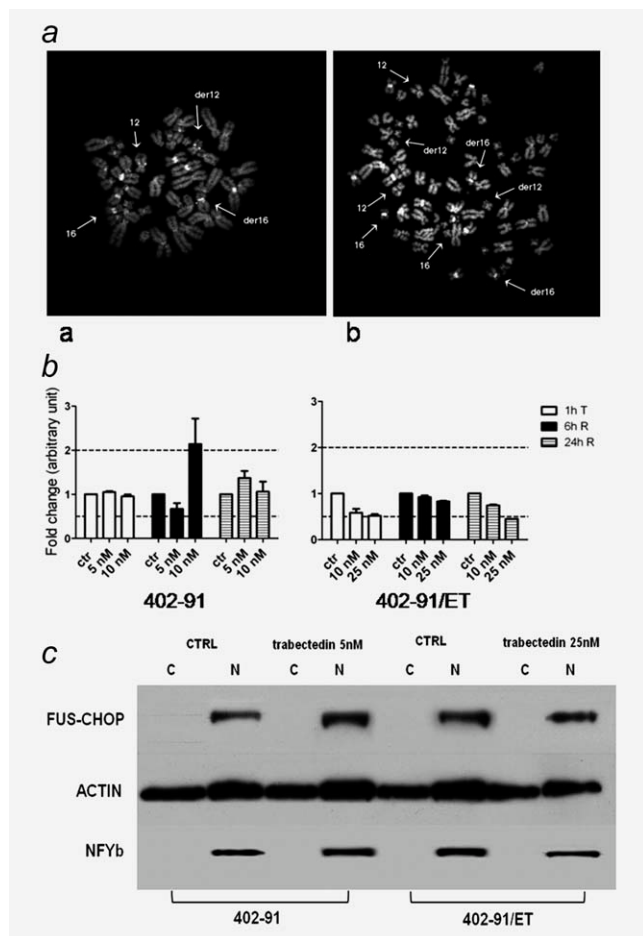 a
12
der12
16
der16
a
12
der12
der16
der12
12
16
16
der16
b
b
Fold change (arbitrary unit)
3
2
1
0
ctr
5 nM
10 nM
ctr
5 nM
10 nM
ctr
5 nM
10 nM
402-91
3
2
1
0
ctr
10 nM
25 nM
ctr
10 nM
25 nM
ctr
10 nM
25 nM
402-91/ET
1h T
6h R
24h R
c
CTRL trabectedin 5nM CTRL trabectedin 25nM
C N C N C N C N
FUS-CHOP
ACTIN
NFYb
402-91 402-91/ET